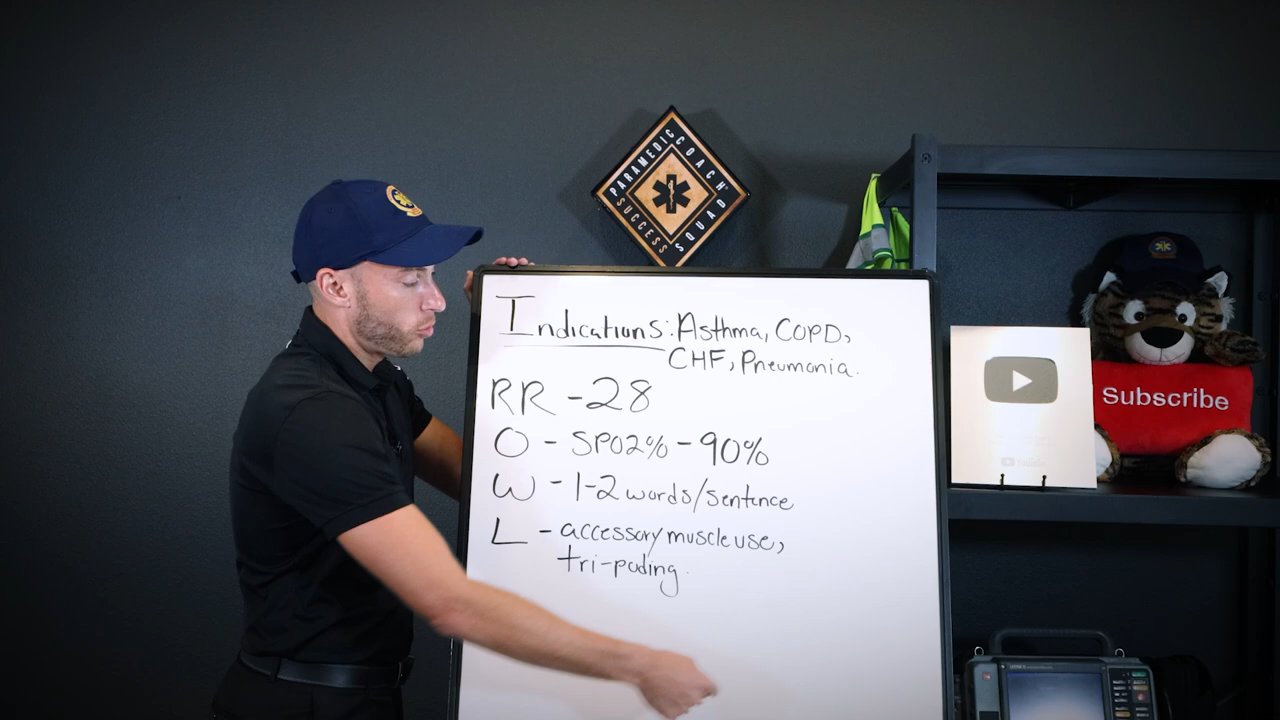 PARAMEDIC COACH
SUCCESS SQUAD
Indications: Asthma, COPD,
CHF, Pneumonia.
RR - 28
O - SPO2% - 90%
W - 1-2 words/sentence
L - accessory muscle use,
tri-poding.
Subscribe